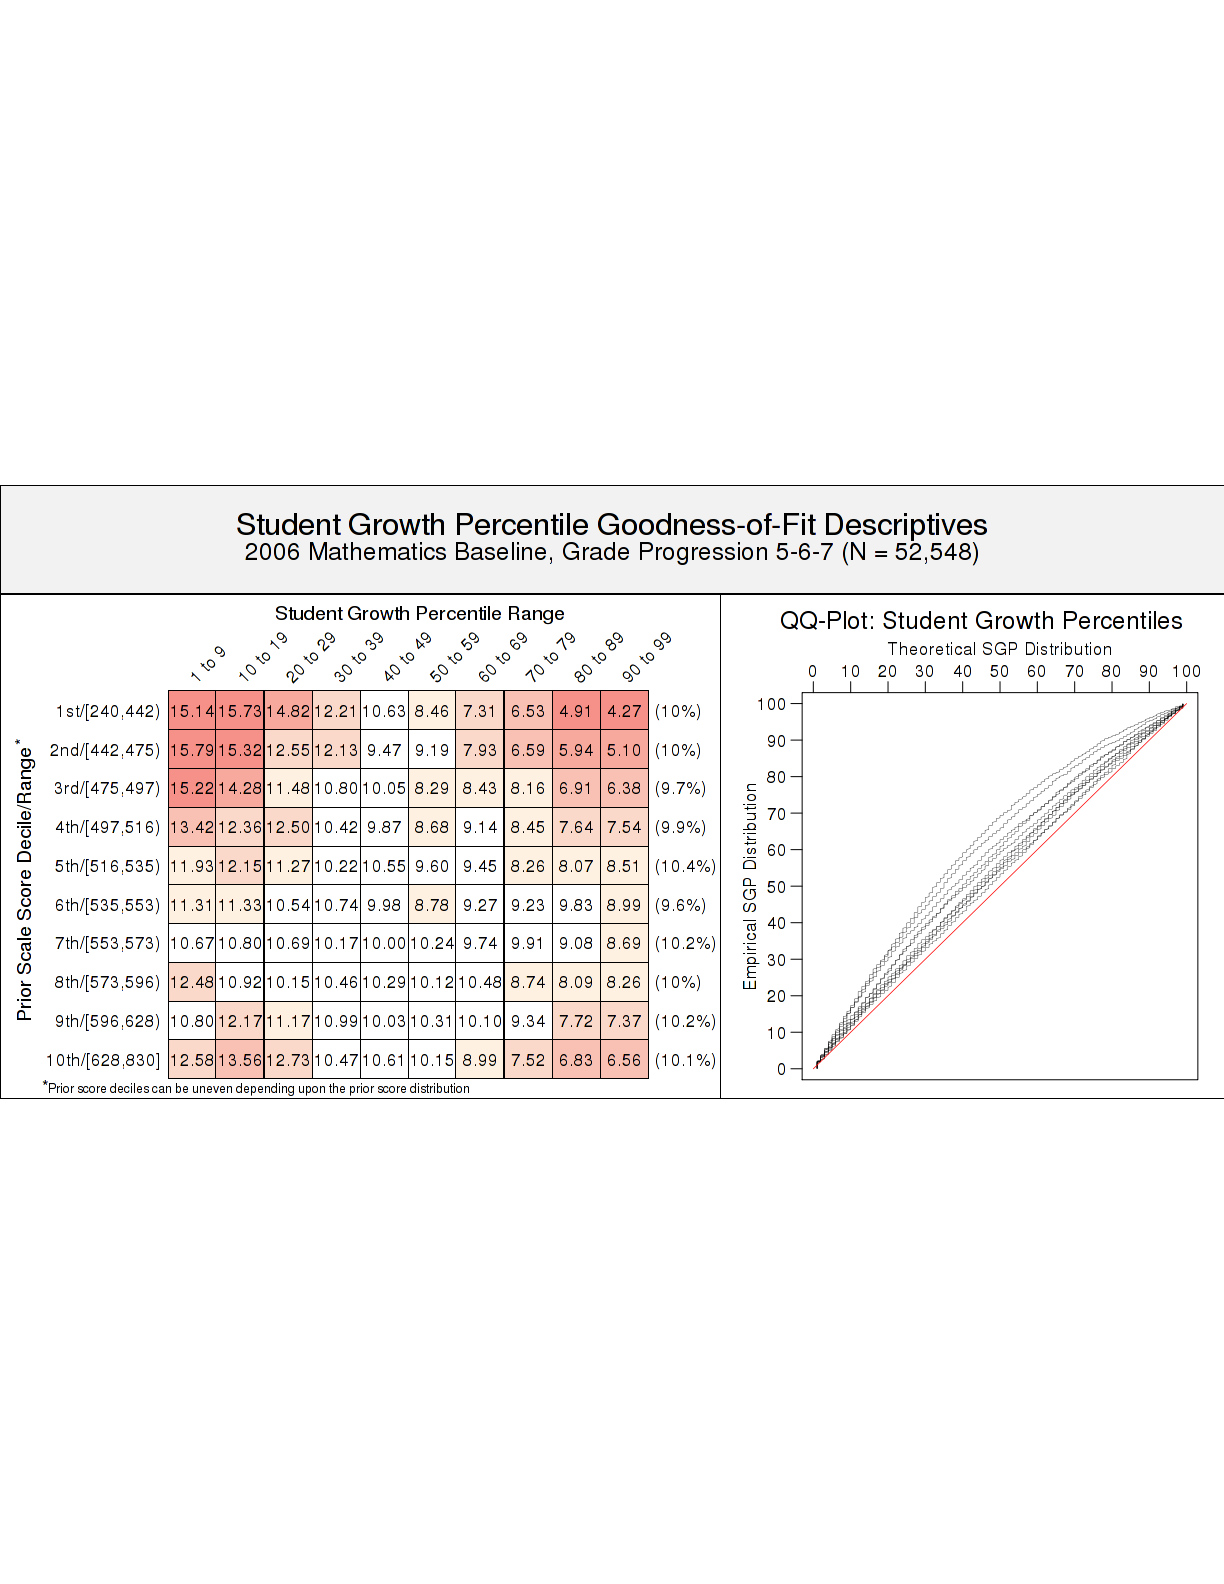 Student Growth Percentile Goodness-of-Fit Descriptives
2006 Mathematics Baseline, Grade Progression 5-6-7 (N = 52,548)
Student Growth Percentile Range
1 to 9 10 to 19 20 to 29 30 to 39 40 to 49 50 to 59 60 to 69 70 to 79 80 to 89 90 to 99
Prior Scale Score Decile/Range*
1st/[240,442) 15.14 15.73 14.82 12.21 10.63 8.46 7.31 6.53 4.91 4.27 (10%)
2nd/[442,475) 15.79 15.32 12.55 12.13 9.47 9.19 7.93 6.59 5.94 5.10 (10%)
3rd/[475,497) 15.22 14.28 11.48 10.80 10.05 8.29 8.43 8.16 6.91 6.38 (9.7%)
4th/[497,516) 13.42 12.36 12.50 10.42 9.87 8.68 9.14 8.45 7.64 7.54 (9.9%)
5th/[516,535) 11.93 12.15 11.27 10.22 10.55 9.60 9.45 8.26 8.07 8.51 (10.4%)
6th/[535,553) 11.31 11.33 10.54 10.74 9.98 8.78 9.27 9.23 9.83 8.99 (9.6%)
7th/[553,573) 10.67 10.80 10.69 10.17 10.00 10.24 9.74 9.91 9.08 8.69 (10.2%)
8th/[573,596) 12.48 10.92 10.15 10.46 10.29 10.12 10.48 8.74 8.09 8.26 (10%)
9th/[596,628) 10.80 12.17 11.17 10.99 10.03 10.31 10.10 9.34 7.72 7.37 (10.2%)
10th/[628,830] 12.58 13.56 12.73 10.47 10.61 10.15 8.99 7.52 6.83 6.56 (10.1%)
*Prior score deciles can be uneven depending upon the prior score distribution
QQ-Plot: Student Growth Percentiles
Theoretical SGP Distribution
0 10 20 30 40 50 60 70 80 90 100
Empirical SGP Distribution
100
90
80
70
60
50
40
30
20
10
0